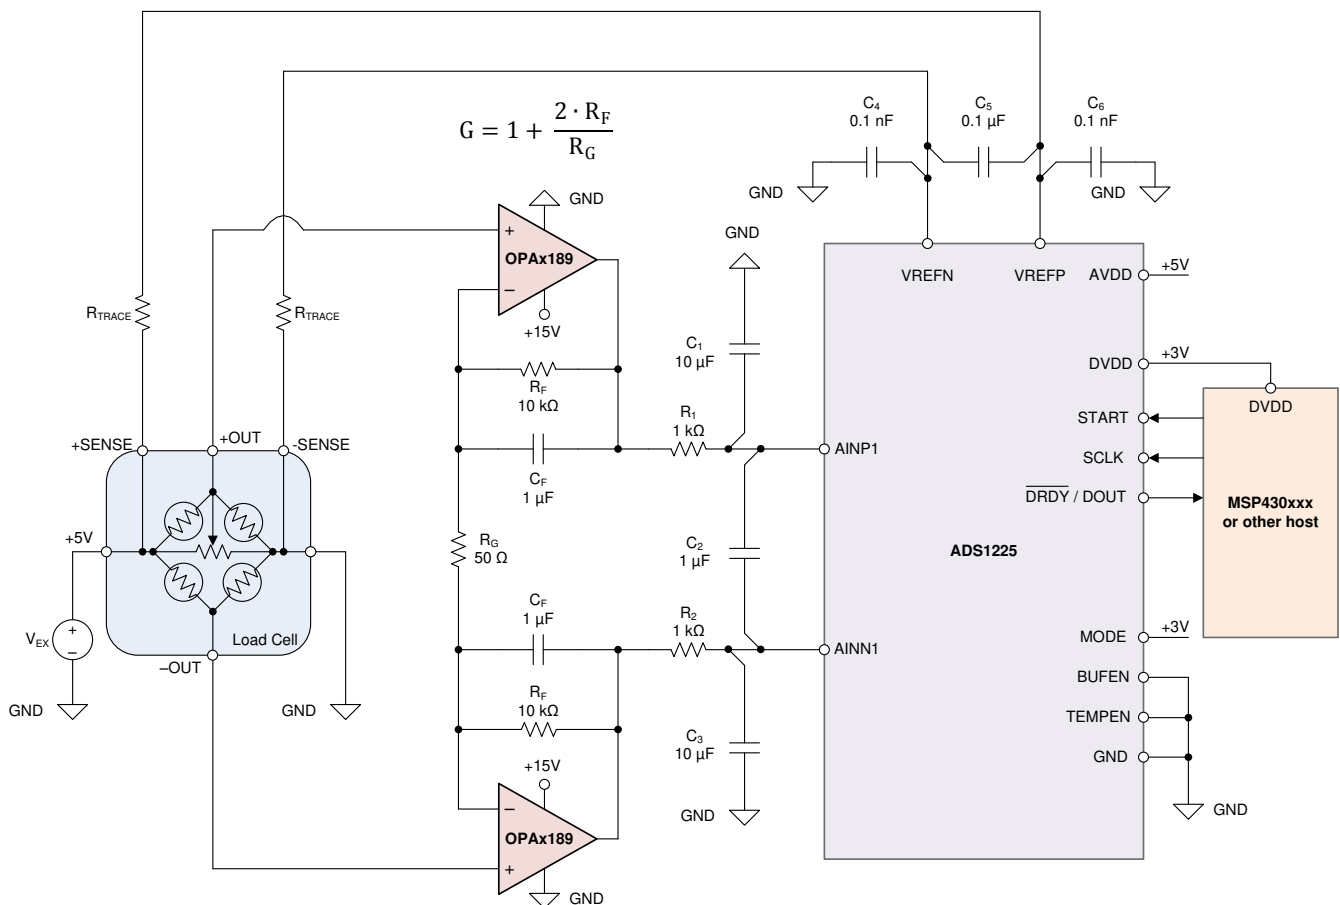 G = 1 + 2 · R_F / R_G
C4
0.1 nF
C5
0.1 µF
C6
0.1 nF
GND
GND
GND
GND
+
OPAx189
−
+15V
VREFN
VREFP
AVDD
+5V
RTRACE
RTRACE
C1
10 µF
RF
10 kΩ
DVDD
+3V
DVDD
START
R1
1 kΩ
+SENSE
+OUT
-SENSE
AINP1
SCLK
CF
1 µF
DRDY / DOUT
MSP430xxx
or other host
+5V
RG
50 Ω
C2
1 µF
ADS1225
CF
1 µF
R2
1 kΩ
VEX
+
−
Load Cell
−OUT
AINN1
MODE
+3V
BUFEN
GND
GND
RF
10 kΩ
C3
10 µF
TEMPEN
GND
+15V
GND
GND
−
OPAx189
+
GND